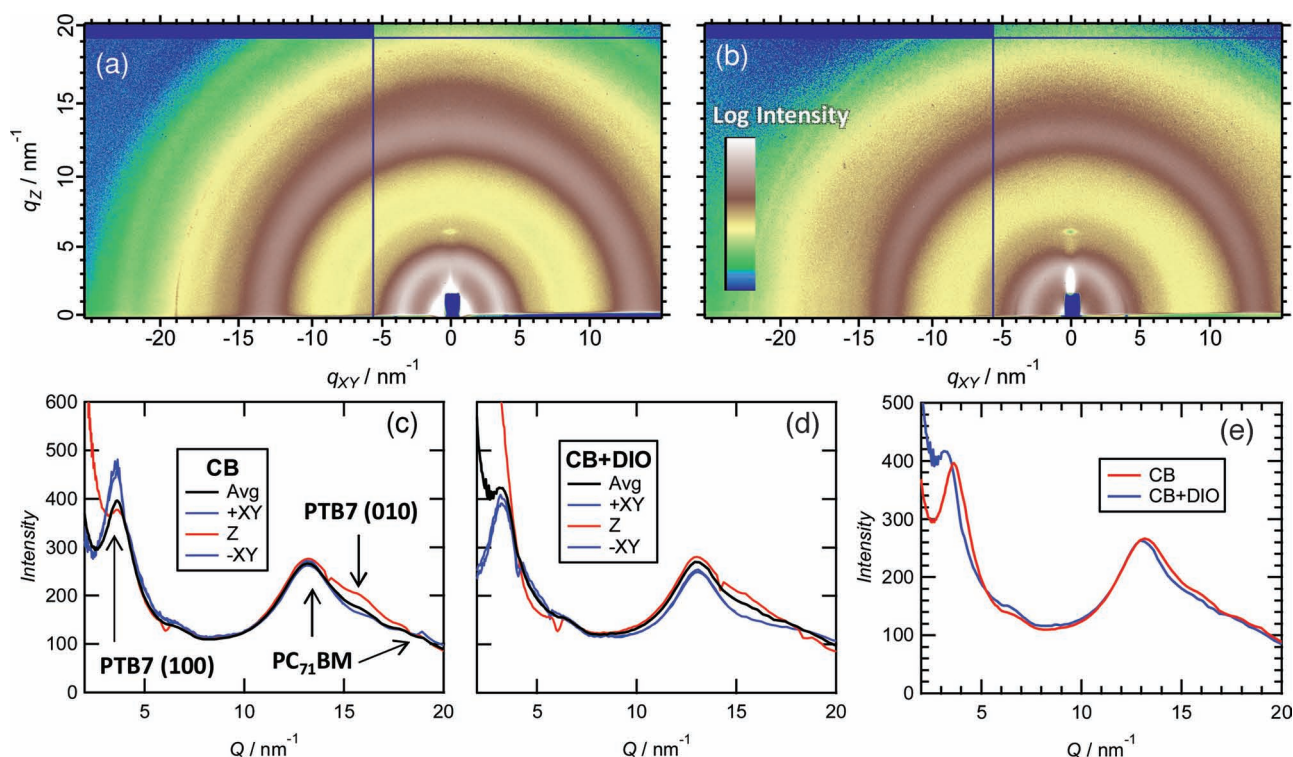 (a)
(b)
Log Intensity
20
15
10
5
0
q_Z / nm⁻¹
-20
-15
-10
-5
0
5
10
-20
-15
-10
-5
0
5
10
q_XY / nm⁻¹
q_XY / nm⁻¹
(c)
600
500
400
300
200
100
0
Intensity
CB
Avg
+XY
Z
-XY
PTB7 (010)
PTB7 (100)
PC₇₁BM
5
10
15
20
Q / nm⁻¹
(d)
CB+DIO
Avg
+XY
Z
-XY
5
10
15
20
Q / nm⁻¹
(e)
500
400
300
200
100
0
Intensity
CB
CB+DIO
5
10
15
20
Q / nm⁻¹